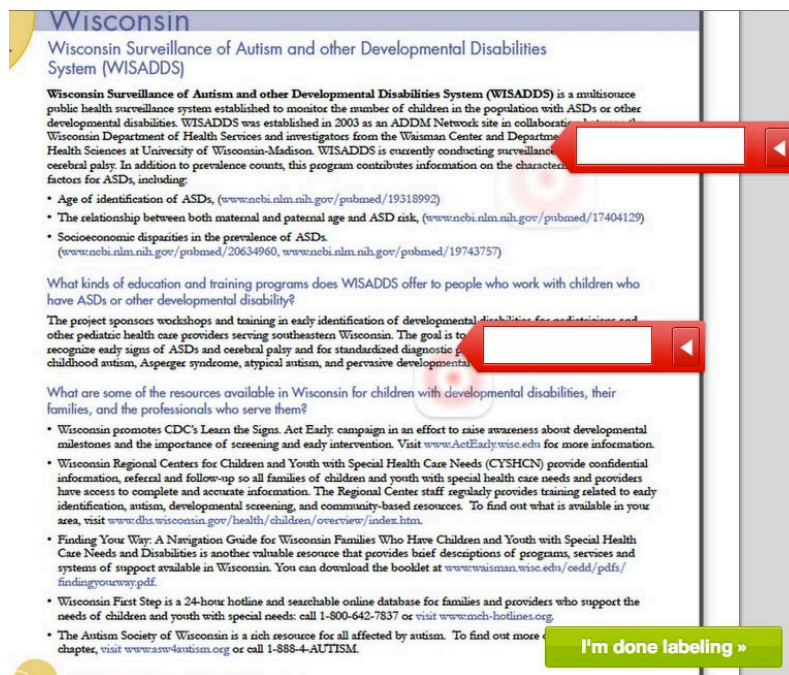 Wisconsin
Wisconsin Surveillance of Autism and other Developmental Disabilities
System (WISADDS)
Wisconsin Surveillance of Autism and other Developmental Disabilities System (WISADDS) is a multisource
public health surveillance system established to monitor the number of children in the population with ASDs or other
developmental disabilities. WISADDS was established in 2003 as an ADDM Network site in collaboration between the
Wisconsin Department of Health Services and investigators from the Waisman Center and
Health Sciences at University of Wisconsin-Madison. WISADDS is currently conducting surveillance
cerebral palsy. In addition to prevalence counts, this program contributes information on the
factors for ASDs, including:
• Age of identification of ASDs, (www.ncbi.nlm.nih.gov/pubmed/19318992)
• The relationship between both maternal and paternal age and ASD risk, (www.ncbi.nlm.nih.gov/pubmed/17404129)
• Socioeconomic disparities in the prevalence of ASDs.
(www.ncbi.nlm.nih.gov/pubmed/20634960, www.ncbi.nlm.nih.gov/pubmed/19743757)
What kinds of education and training programs does WISADDS offer to people who work with children who
have ASDs or other developmental disability?
The project sponsors workshops and training in early identification of developmental disabilities for pediatricians and
other pediatric health care providers serving southeastern Wisconsin. The goal is to
recognize early signs of ASDs and cerebral palsy and for standardized diagnostic
childhood autism, Asperger syndrome, atypical autism, and pervasive developmental
What are some of the resources available in Wisconsin for children with developmental disabilities, their
families, and the professionals who serve them?
• Wisconsin promotes CDC's Learn the Signs. Act Early. campaign in an effort to raise awareness about developmental
milestones and the importance of screening and early intervention. Visit www.ActEarly.wisc.edu for more information.
• Wisconsin Regional Centers for Children and Youth with Special Health Care Needs (CYSHCN) provide confidential
information, referral and follow-up so all families of children and youth with special health care needs and providers
have access to complete and accurate information. The Regional Center staff regularly provides training related to early
identification, autism, developmental screening, and community-based resources. To find out what is available in your
area, visit www.dhs.wisconsin.gov/health/children/overview/index.htm.
• Finding Your Way: A Navigation Guide for Wisconsin Families Who Have Children and Youth with Special Health
Care Needs and Disabilities is another valuable resource that provides brief descriptions of programs, services and
systems of support available in Wisconsin. You can download the booklet at www.waisman.wisc.edu/cedd/pdfs/
findingyourway.pdf.
• Wisconsin First Step is a 24-hour hotline and searchable online database for families and providers who support the
needs of children and youth with special needs: call 1-800-642-7837 or visit www.mch-hotlines.org.
• The Autism Society of Wisconsin is a rich resource for all affected by autism. To find out more
chapter, visit www.asw4autism.org or call 1-888-4-AUTISM.
I'm done labeling »